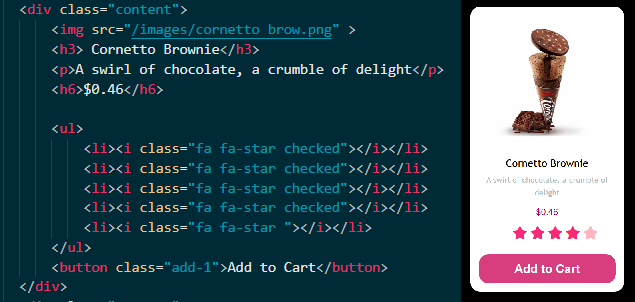 <div class="content">
<img src="/images/cornetto brow.png" >
<h3> Cornetto Brownie</h3>
<p>A swirl of chocolate, a crumble of delight</p>
<h6>$0.46</h6>
<ul>
<li><i class="fa fa-star checked"></i></li>
<li><i class="fa fa-star checked"></i></li>
<li><i class="fa fa-star checked"></i></li>
<li><i class="fa fa-star checked"></i></li>
<li><i class="fa fa-star "></i></li>
</ul>
<button class="add-1">Add to Cart</button>
</div>
Cornetto Brownie
A swirl of chocolate, a crumble of
delight
$0.46
Add to Cart